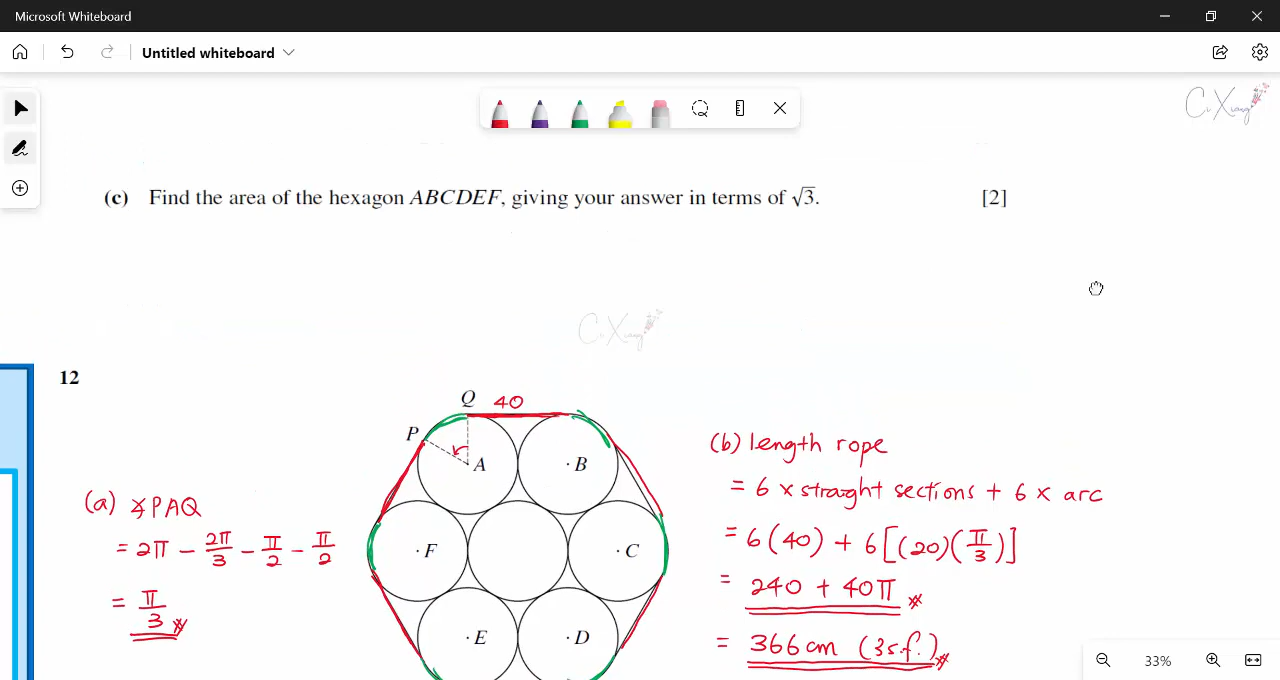 Microsoft Whiteboard
Untitled whiteboard
Ci Xuang
(c) Find the area of the hexagon ABCDEF, giving your answer in terms of √3. [2]
12
Q 40
P
A
B
F
C
E
D
(a) ∡PAQ
= 2π − 2π/3 − π/2 − π/2
= π/3
(b) length rope
= 6 × straight sections + 6 × arc
= 6(40) + 6[(20)(π/3)]
= 240 + 40π
= 366 cm (3s.f.)
33%